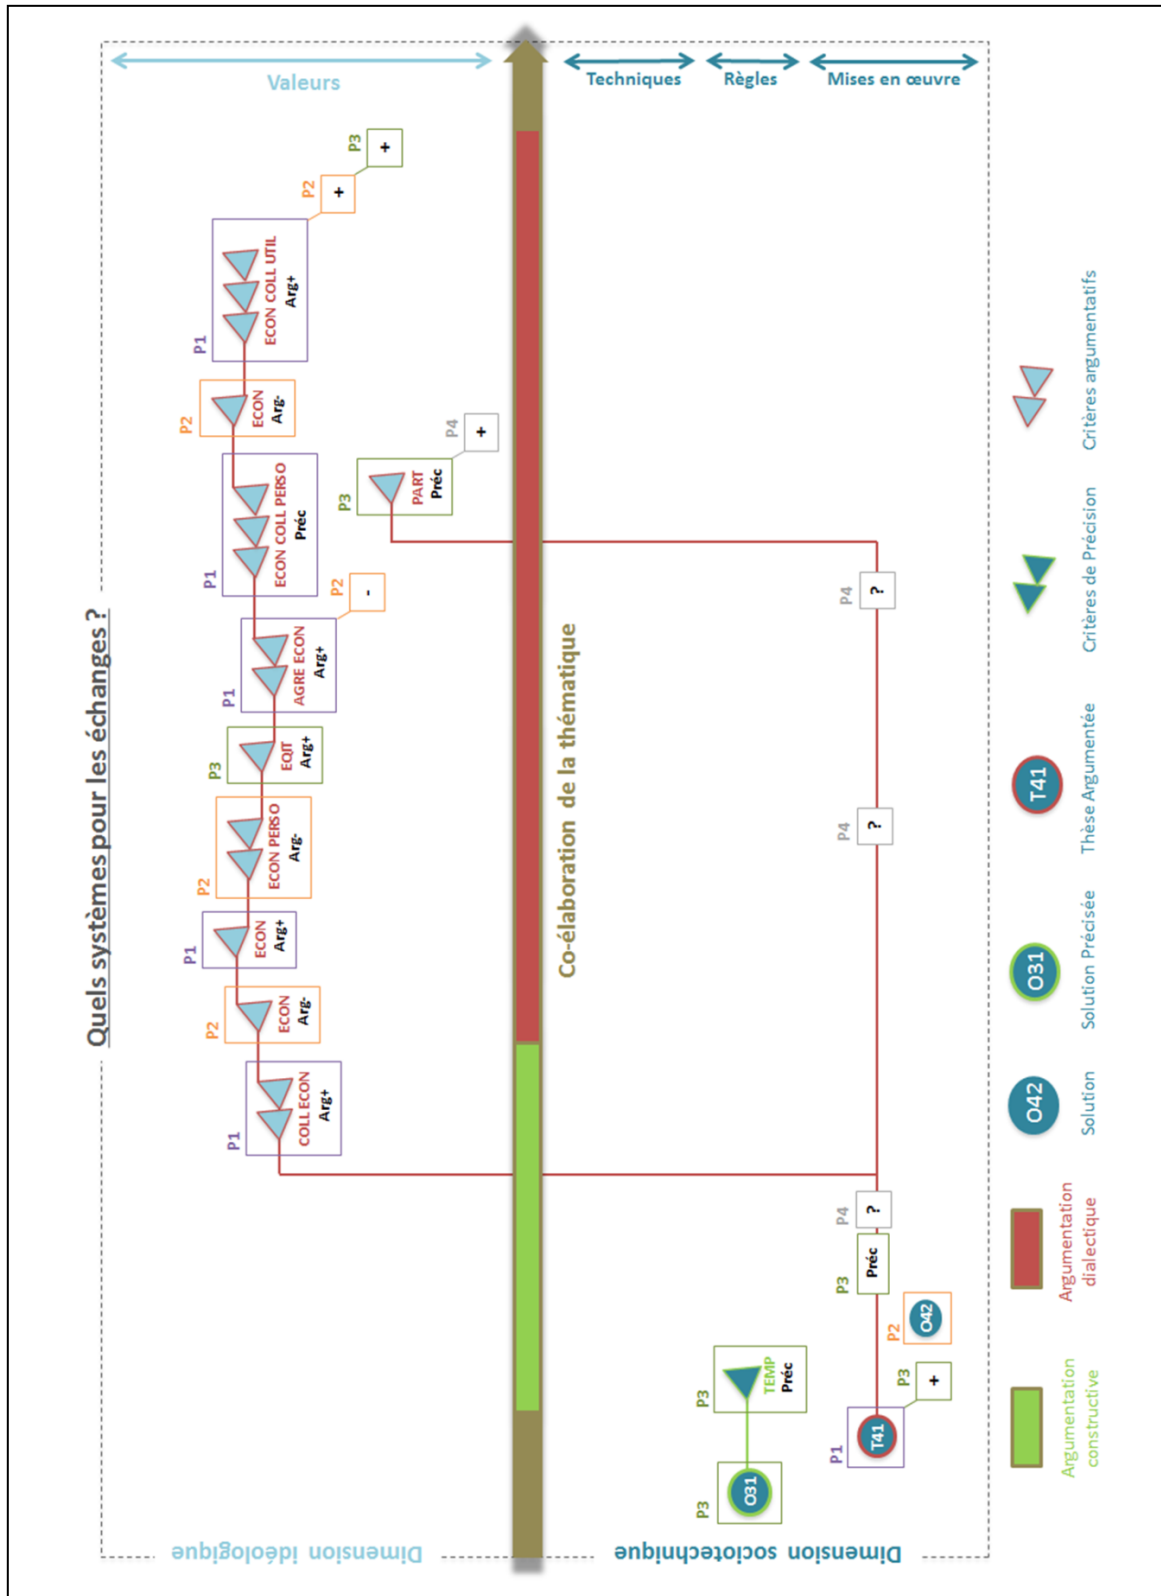 Quels systèmes pour les échanges ?
Dimension idéologique
Valeurs
P1
COLL ECON
Arg+
P2
ECON
Arg-
P1
ECON
Arg+
P2
ECON PERSO
Arg-
P3
EQIT
Arg+
P1
AGRE ECON
Arg+
P2
-
P1
ECON COLL PERSO
Préc
P2
ECON
Arg-
P1
ECON COLL UTIL
Arg+
P2
+
P3
+
P3
PART
Préc
P4
+
Co-élaboration de la thématique
Dimension sociotechnique
Techniques
Règles
Mises en œuvre
P3
O31
P3
TEMP
Préc
P1
T41
P3
+
P2
O42
P3
Préc
P4
?
P4
?
P4
?
Argumentation
constructive
Argumentation
dialectique
O42
Solution
O31
Solution Précisée
T41
Thèse Argumentée
Critères de Précision
Critères argumentatifs